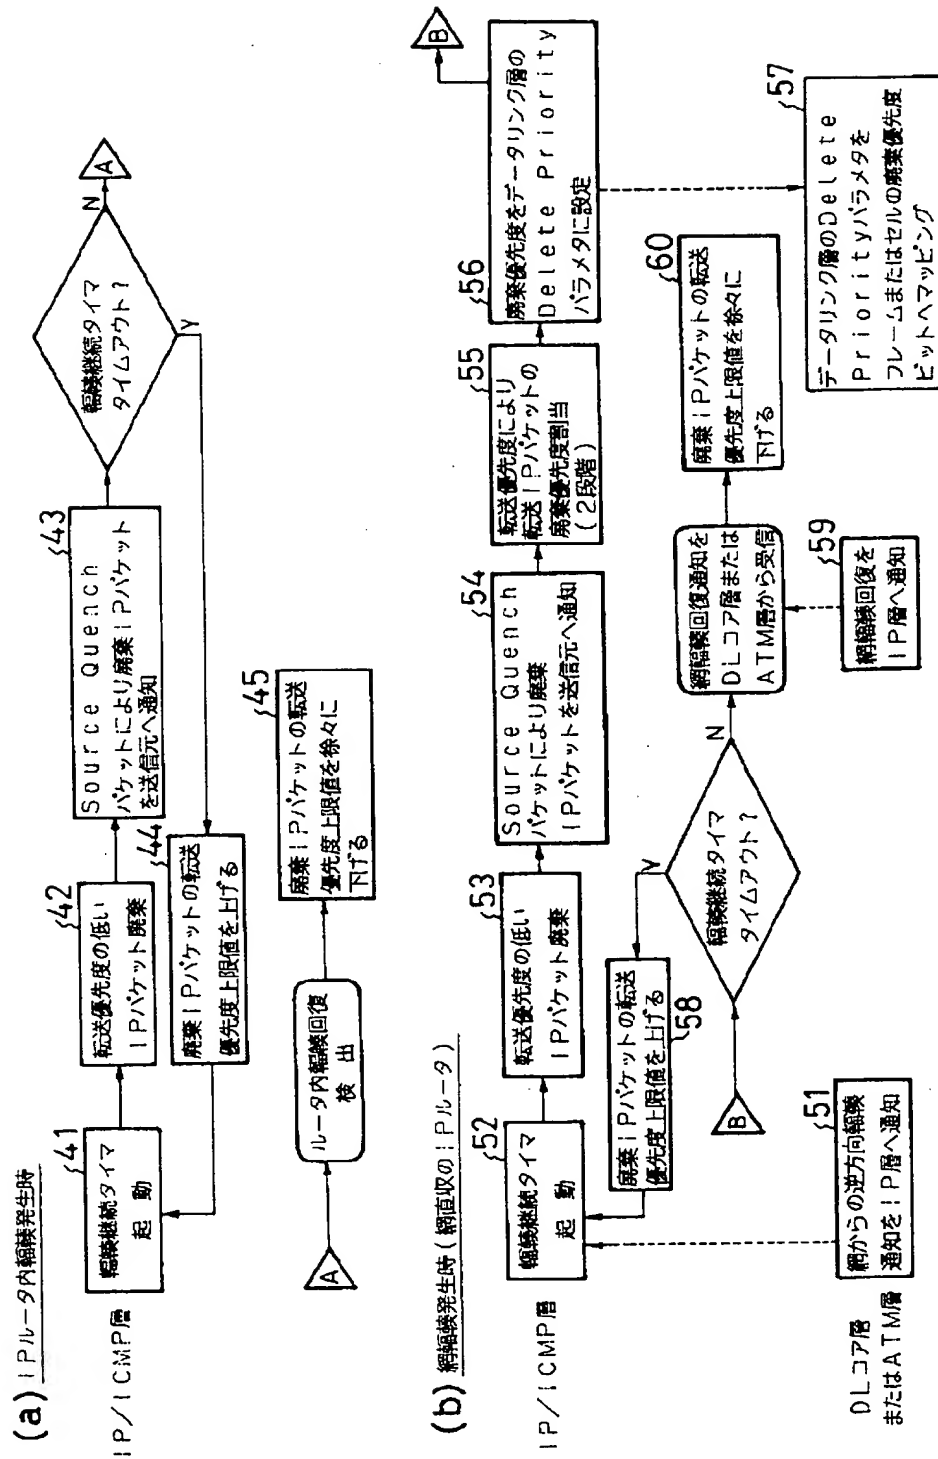 (a) IPルータ内輻輳発生時
IP/ICMP層
41
輻輳継続タイマ
起動
42
転送優先度の低い
IPパケット廃棄
43
Source Quench
パケットにより廃棄IPパケット
を送信元へ通知
輻輳継続タイマ
タイムアウト?
N
A
Y
44
廃棄IPパケットの転送
優先度上限値を上げる
A
ルータ内輻輳回復
検出
45
廃棄IPパケットの転送
優先度上限値を徐々に
下げる
(b) 網輻輳発生時(網直収のIPルータ)
IP/ICMP層
52
輻輳継続タイマ
起動
53
転送優先度の低い
IPパケット廃棄
54
Source Quench
パケットにより廃棄
IPパケットを送信元へ通知
55
転送優先度により
転送IPパケットの
廃棄優先度割当
(2段階)
56
廃棄優先度をデータリンク層の
Delete Priority
パラメタに設定
B
58
廃棄IPパケットの転送
優先度上限値を上げる
B
輻輳継続タイマ
タイムアウト?
Y
N
網輻輳回復通知を
DLコア層または
ATM層から受信
60
廃棄IPパケットの転送
優先度上限値を徐々に
下げる
DLコア層
またはATM層
51
網からの逆方向輻輳
通知をIP層へ通知
59
網輻輳回復を
IP層へ通知
57
データリンク層のDelete
Priorityパラメタを
フレームまたはセルの廃棄優先度
ビットへマッピング